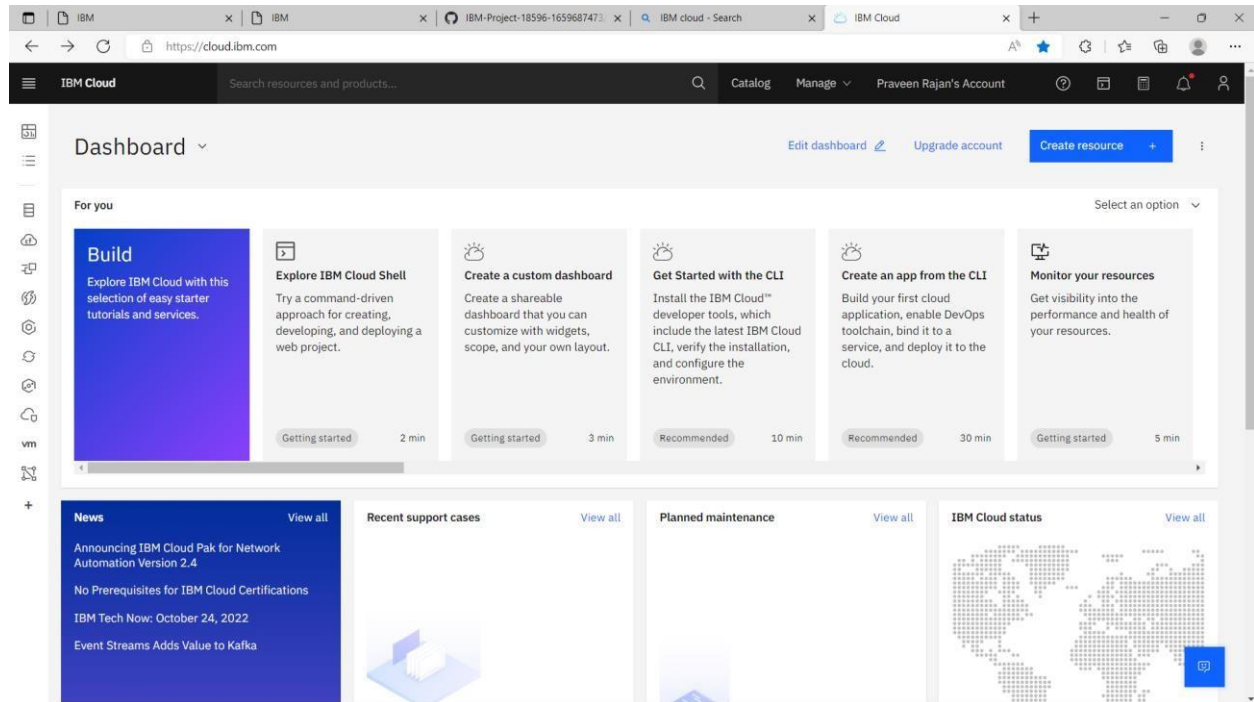 IBM
IBM
IBM-Project-18596-1659687473
IBM cloud - Search
IBM Cloud
https://cloud.ibm.com
IBM Cloud
Search resources and products...
Catalog
Manage
Praveen Rajan's Account
Dashboard
Edit dashboard
Upgrade account
Create resource +
For you
Select an option
Build
Explore IBM Cloud with this
selection of easy starter
tutorials and services.
Explore IBM Cloud Shell
Try a command-driven
approach for creating,
developing, and deploying a
web project.
Getting started
2 min
Create a custom dashboard
Create a shareable
dashboard that you can
customize with widgets,
scope, and your own layout.
Getting started
3 min
Get Started with the CLI
Install the IBM Cloud™
developer tools, which
include the latest IBM Cloud
CLI, verify the installation,
and configure the
environment.
Recommended
10 min
Create an app from the CLI
Build your first cloud
application, enable DevOps
toolchain, bind it to a
service, and deploy it to the
cloud.
Recommended
30 min
Monitor your resources
Get visibility into the
performance and health of
your resources.
Getting started
5 min
vm
News
View all
Announcing IBM Cloud Pak for Network
Automation Version 2.4
No Prerequisites for IBM Cloud Certifications
IBM Tech Now: October 24, 2022
Event Streams Adds Value to Kafka
Recent support cases
View all
Planned maintenance
View all
IBM Cloud status
View all